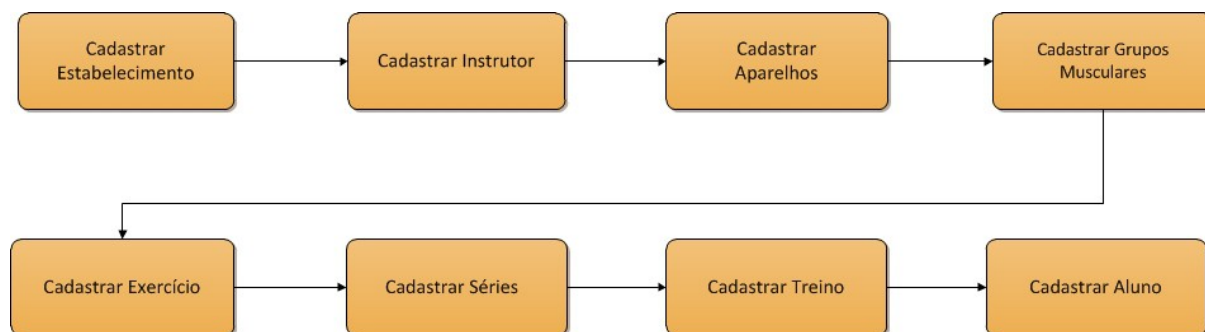 Cadastrar
Estabelecimento
Cadastrar Instrutor
Cadastrar
Aparelhos
Cadastrar Grupos
Musculares
Cadastrar Exercício
Cadastrar Séries
Cadastrar Treino
Cadastrar Aluno